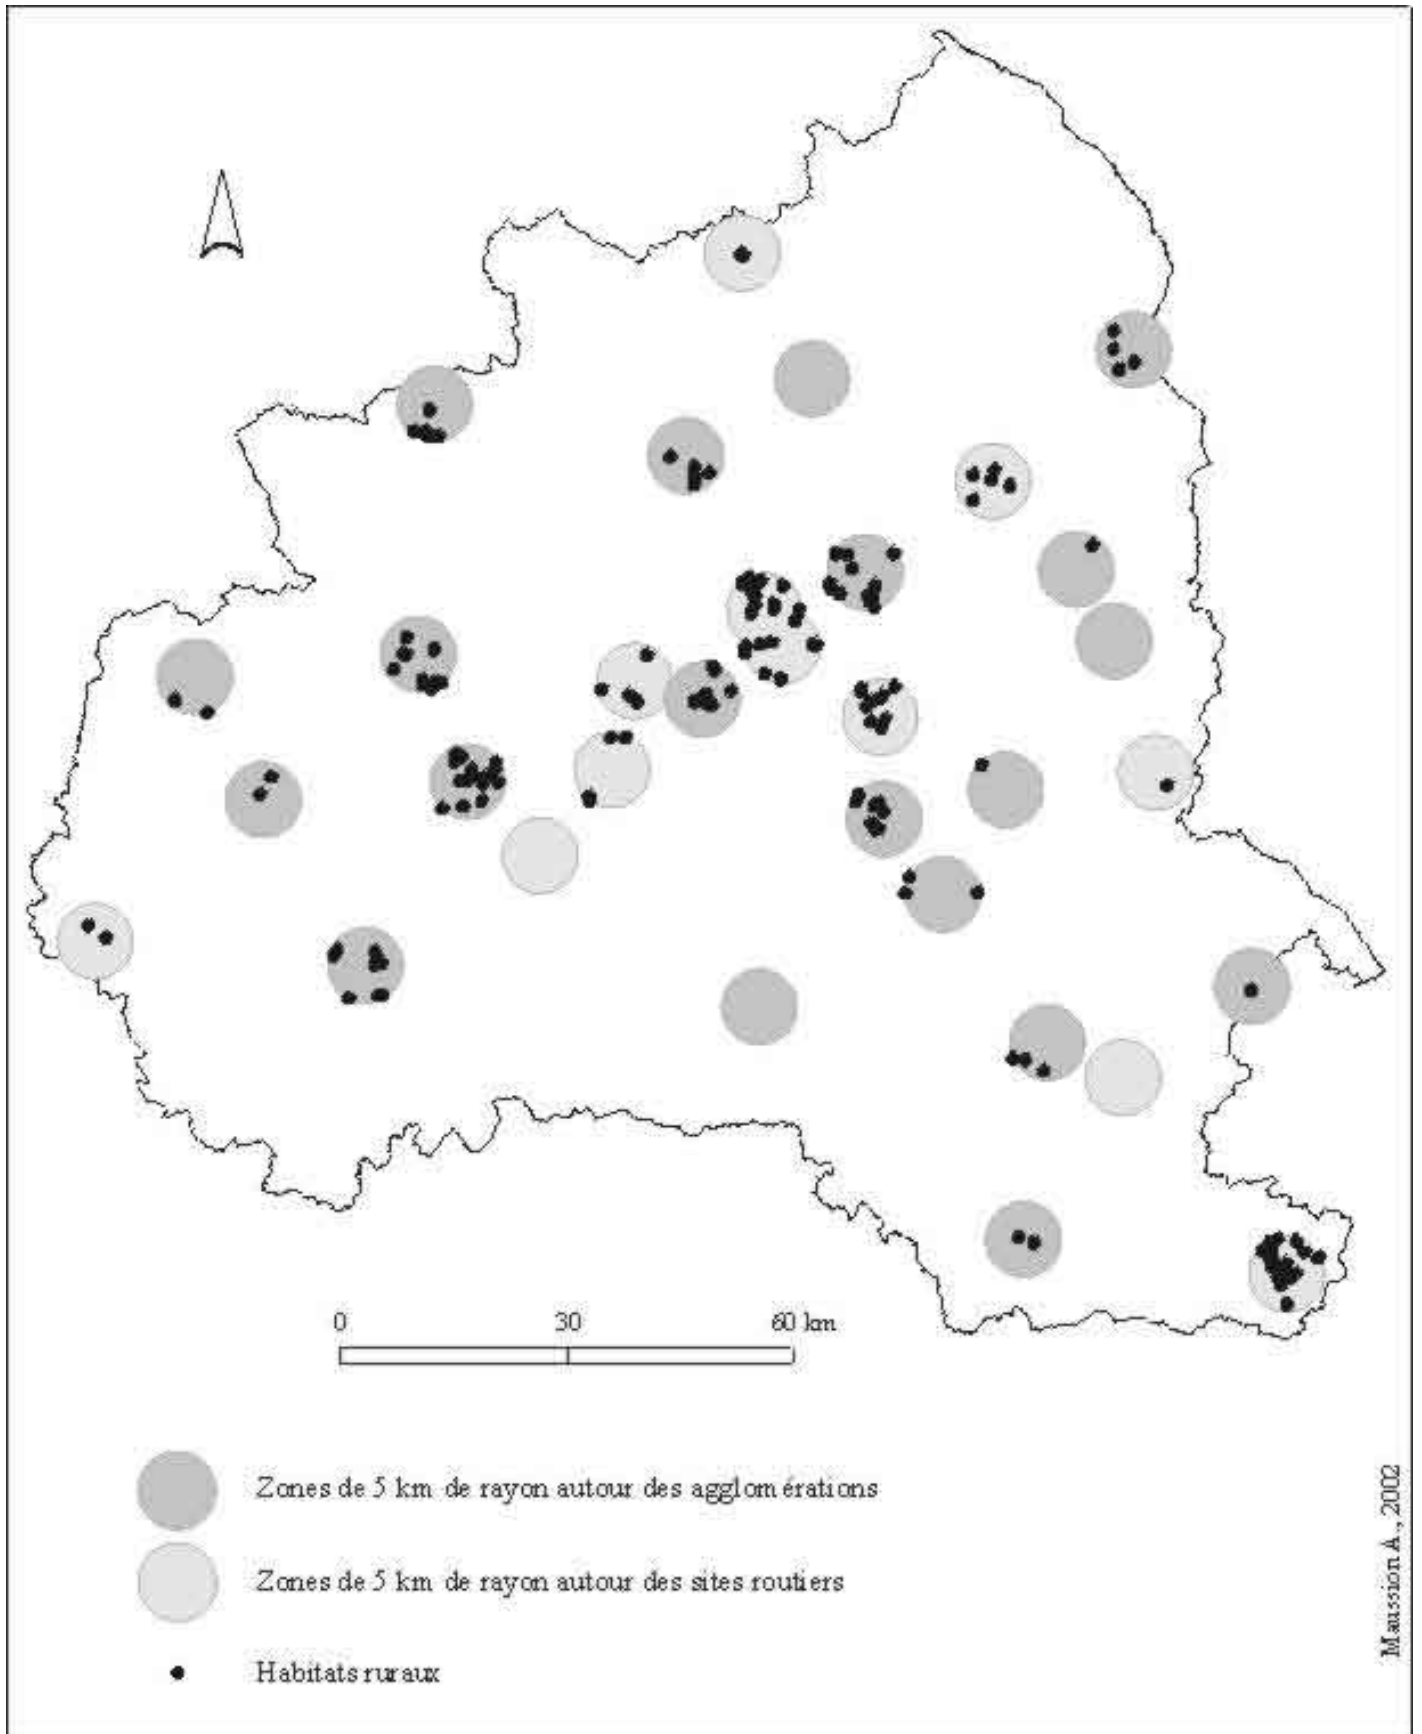 0 30 60 km
Zones de 5 km de rayon autour des agglomérations
Zones de 5 km de rayon autour des sites routiers
Habitats ruraux
Maussion A., 2002